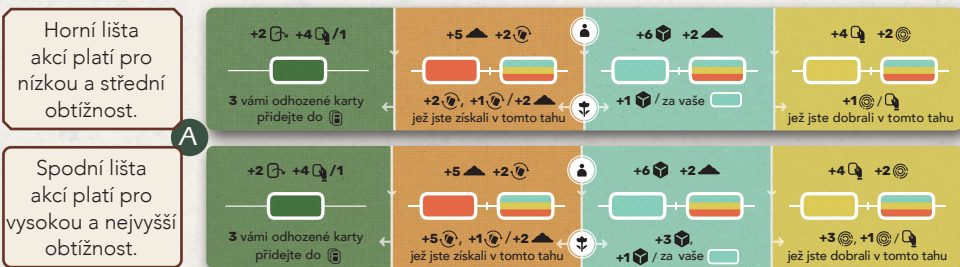 Horní lišta
akcí platí pro
nízkou a střední
obtížnost.
A
+2 +4 /1
3 vámi odhozené karty
přidejte do
+5 +2
+2 , +1 / +2
jež jste získali v tomto tahu
+6 +2
+1 / za vaše
+4 +2
+1 /
jež jste dobrali v tomto tahu
Spodní lišta
akcí platí pro
vysokou a nejvyšší
obtížnost.
+2 +4 /1
3 vámi odhozené karty
přidejte do
+5 +2
+5 , +1 / +2
jež jste získali v tomto tahu
+6 +2
+3 ,
+1 / za vaše
+4 +2
+3 , +1 /
jež jste dobrali v tomto tahu